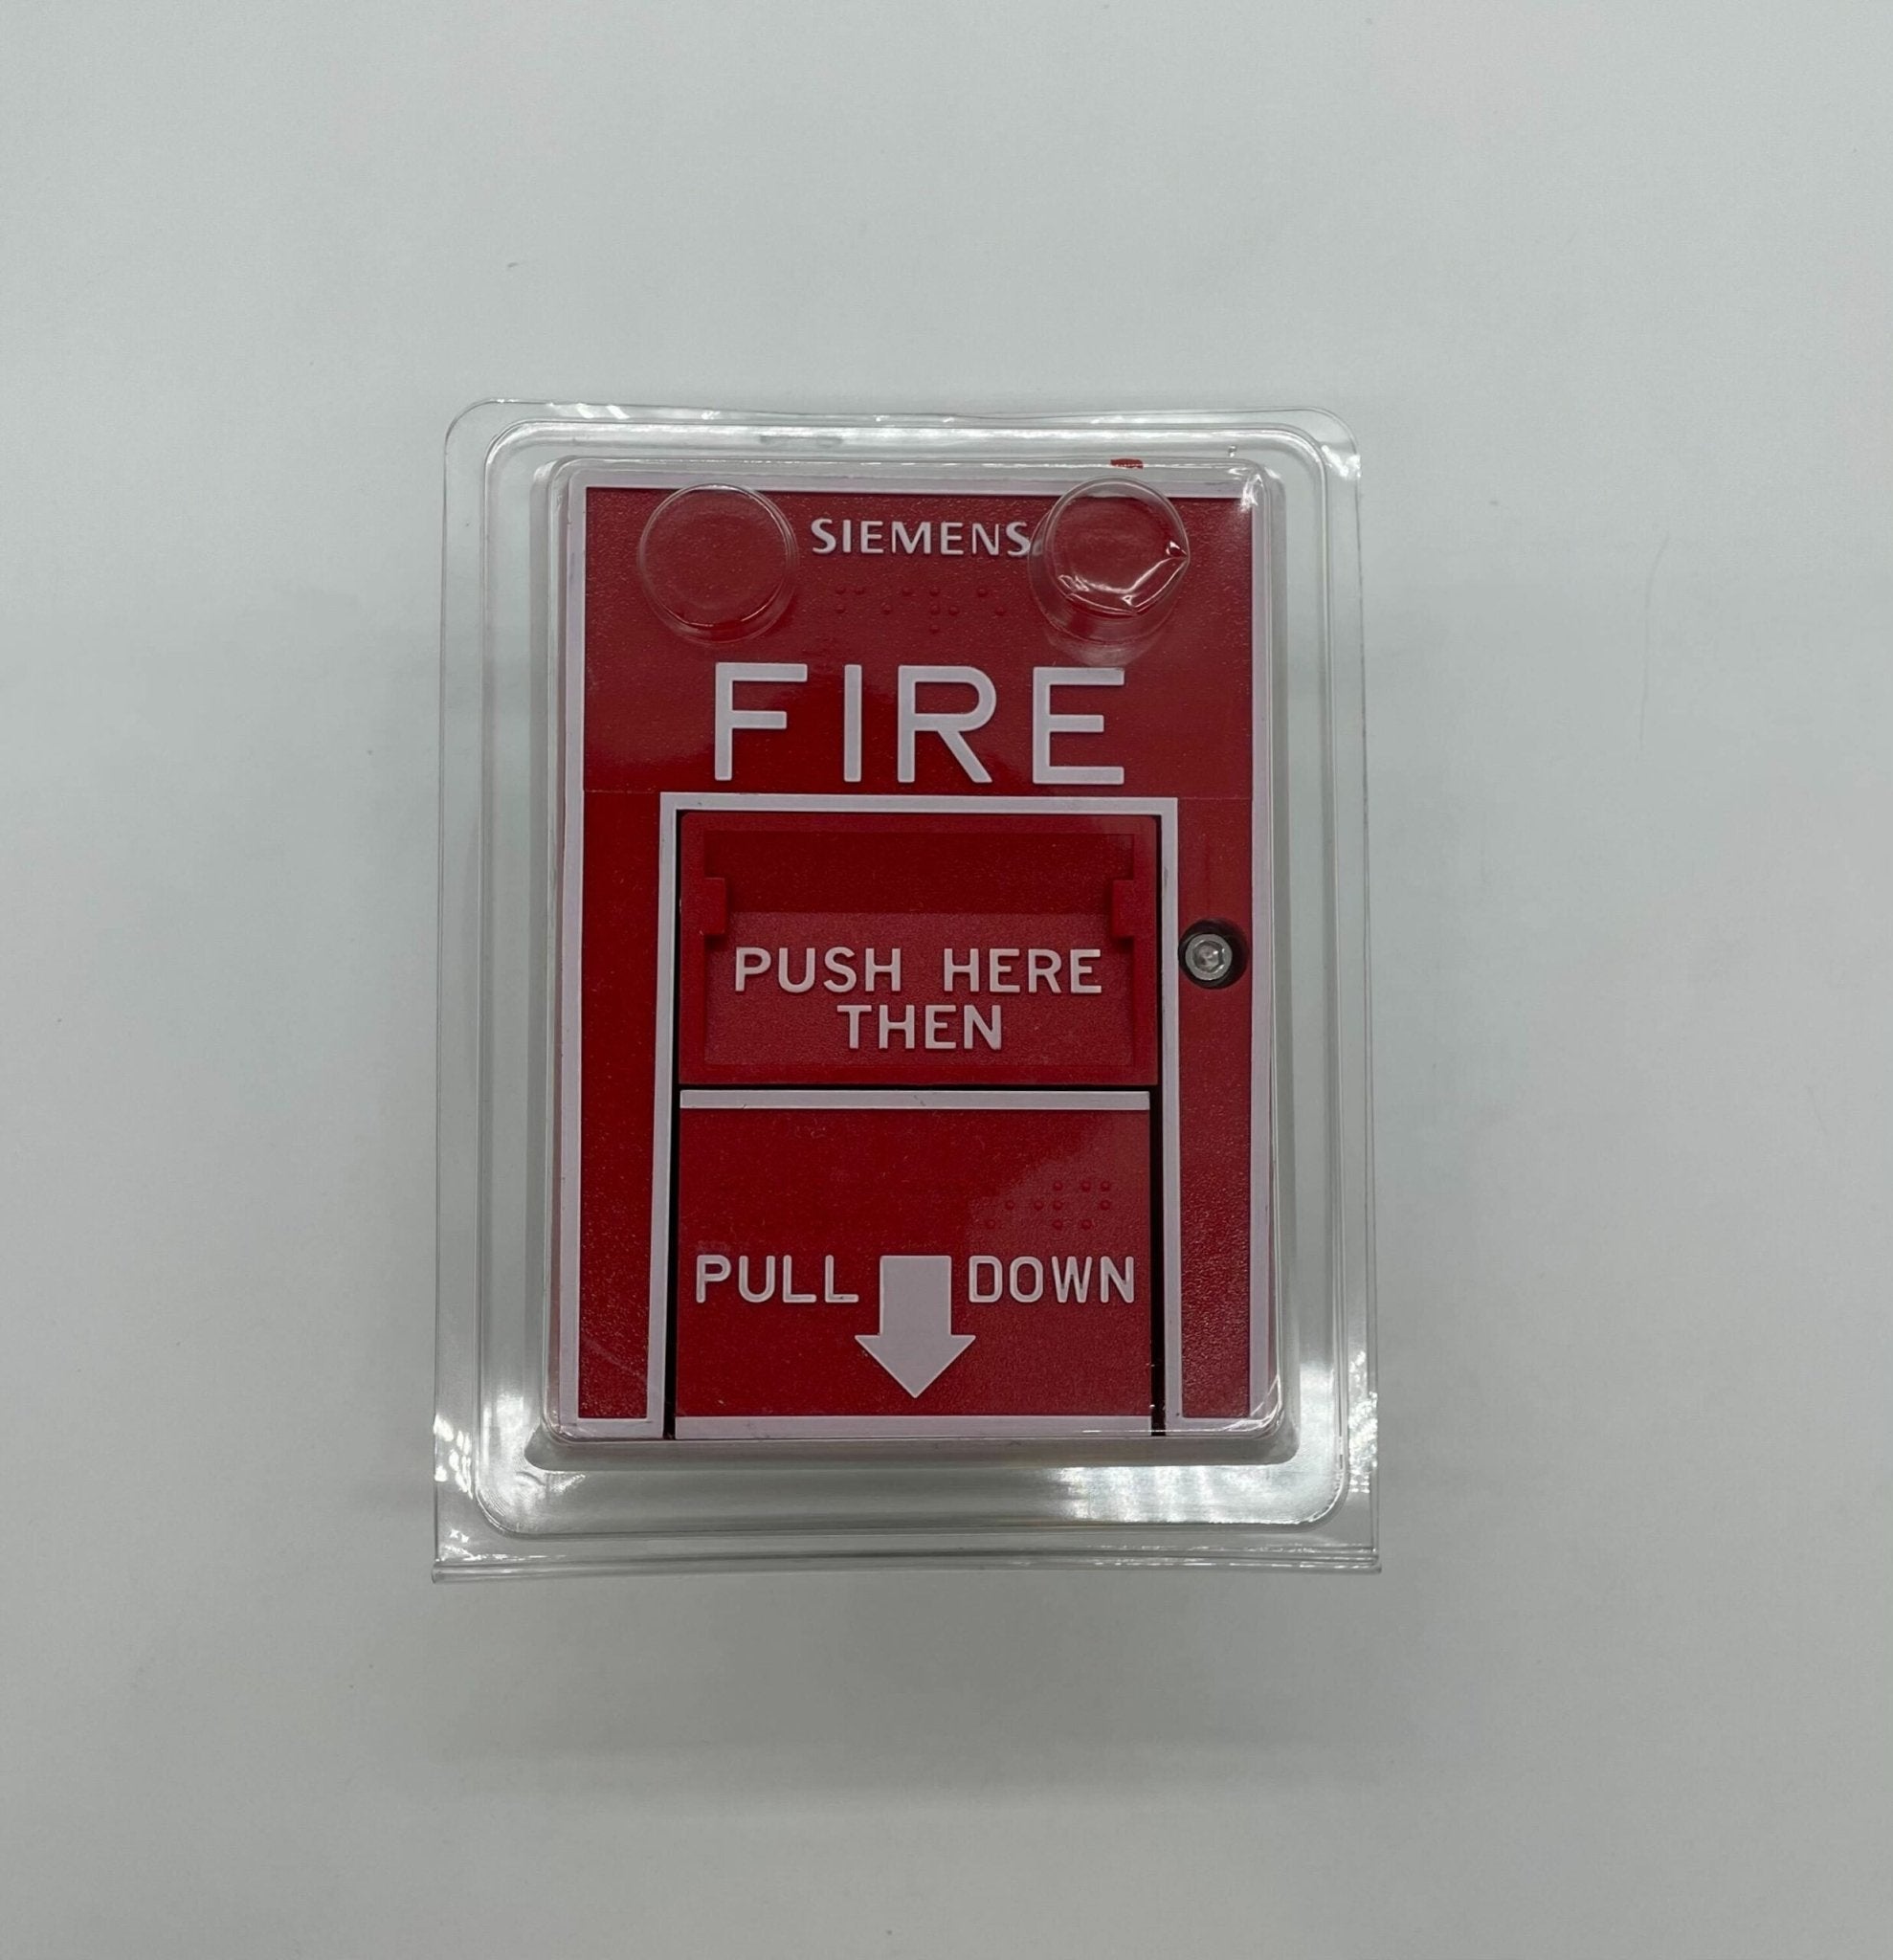 SIEMENS
FIRE
PUSH HERE
THEN
PULL DOWN